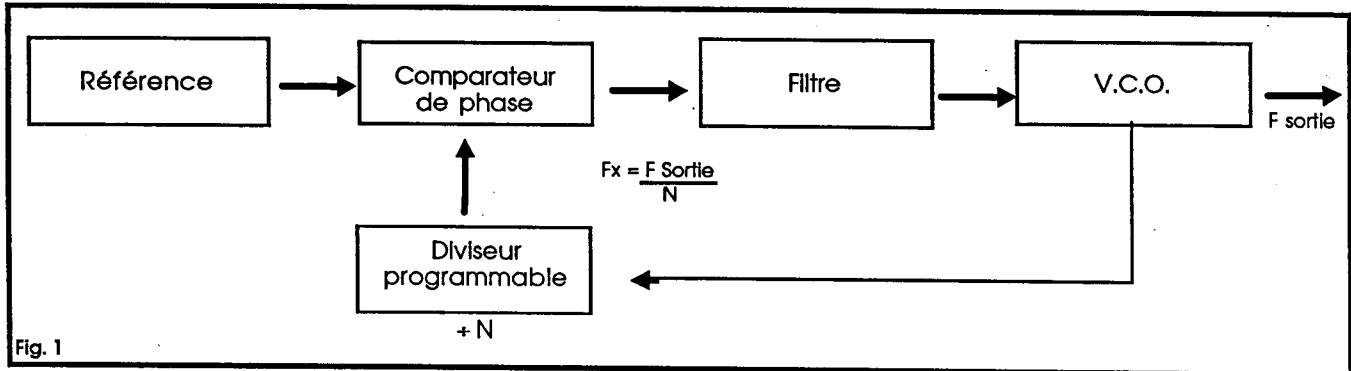 Référence
Comparateur
de phase
Filtre
V.C.O.
F sortie
Fx = F Sortie
N
Diviseur
programmable
+ N
Fig. 1